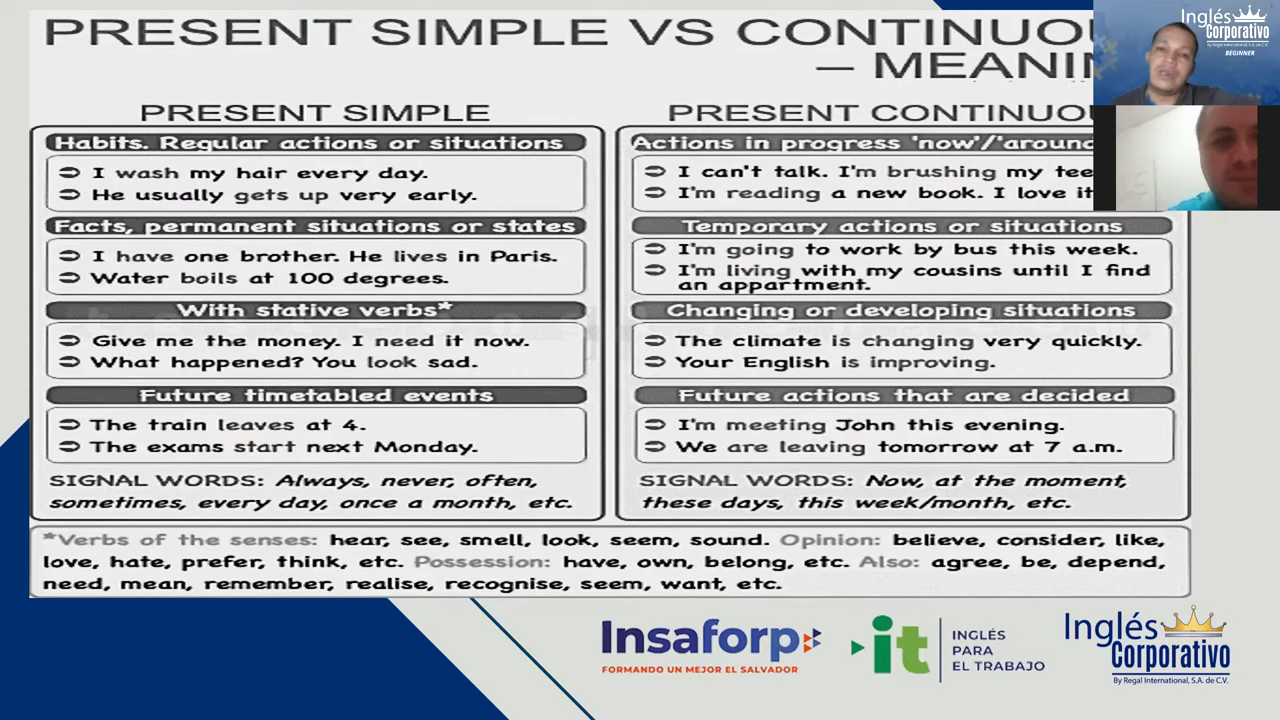 PRESENT SIMPLE VS CONTINUOU
– MEANIN
PRESENT SIMPLE
Habits. Regular actions or situations
I wash my hair every day.
He usually gets up very early.
Facts, permanent situations or states
I have one brother. He lives in Paris.
Water boils at 100 degrees.
With stative verbs*
Give me the money. I need it now.
What happened? You look sad.
Future timetabled events
The train leaves at 4.
The exams start next Monday.
SIGNAL WORDS: Always, never, often,
sometimes, every day, once a month, etc.
PRESENT CONTINUOU
Actions in progress 'now'/'around
I can't talk. I'm brushing my tee
I'm reading a new book. I love it
Temporary actions or situations
I'm going to work by bus this week.
I'm living with my cousins until I find
an appartment.
Changing or developing situations
The climate is changing very quickly.
Your English is improving.
Future actions that are decided
I'm meeting John this evening.
We are leaving tomorrow at 7 a.m.
SIGNAL WORDS: Now, at the moment,
these days, this week/month, etc.
*Verbs of the senses: hear, see, smell, look, seem, sound. Opinion: believe, consider, like,
love, hate, prefer, think, etc. Possession: have, own, belong, etc. Also: agree, be, depend,
need, mean, remember, realise, recognise, seem, want, etc.
Inglés
Corporativo
By Regal International, S.A. de C.V.
BEGINNER
Insaforp
FORMANDO UN MEJOR EL SALVADOR
it
INGLÉS
PARA
EL TRABAJO
Inglés
Corporativo
By Regal International, S.A. de C.V.